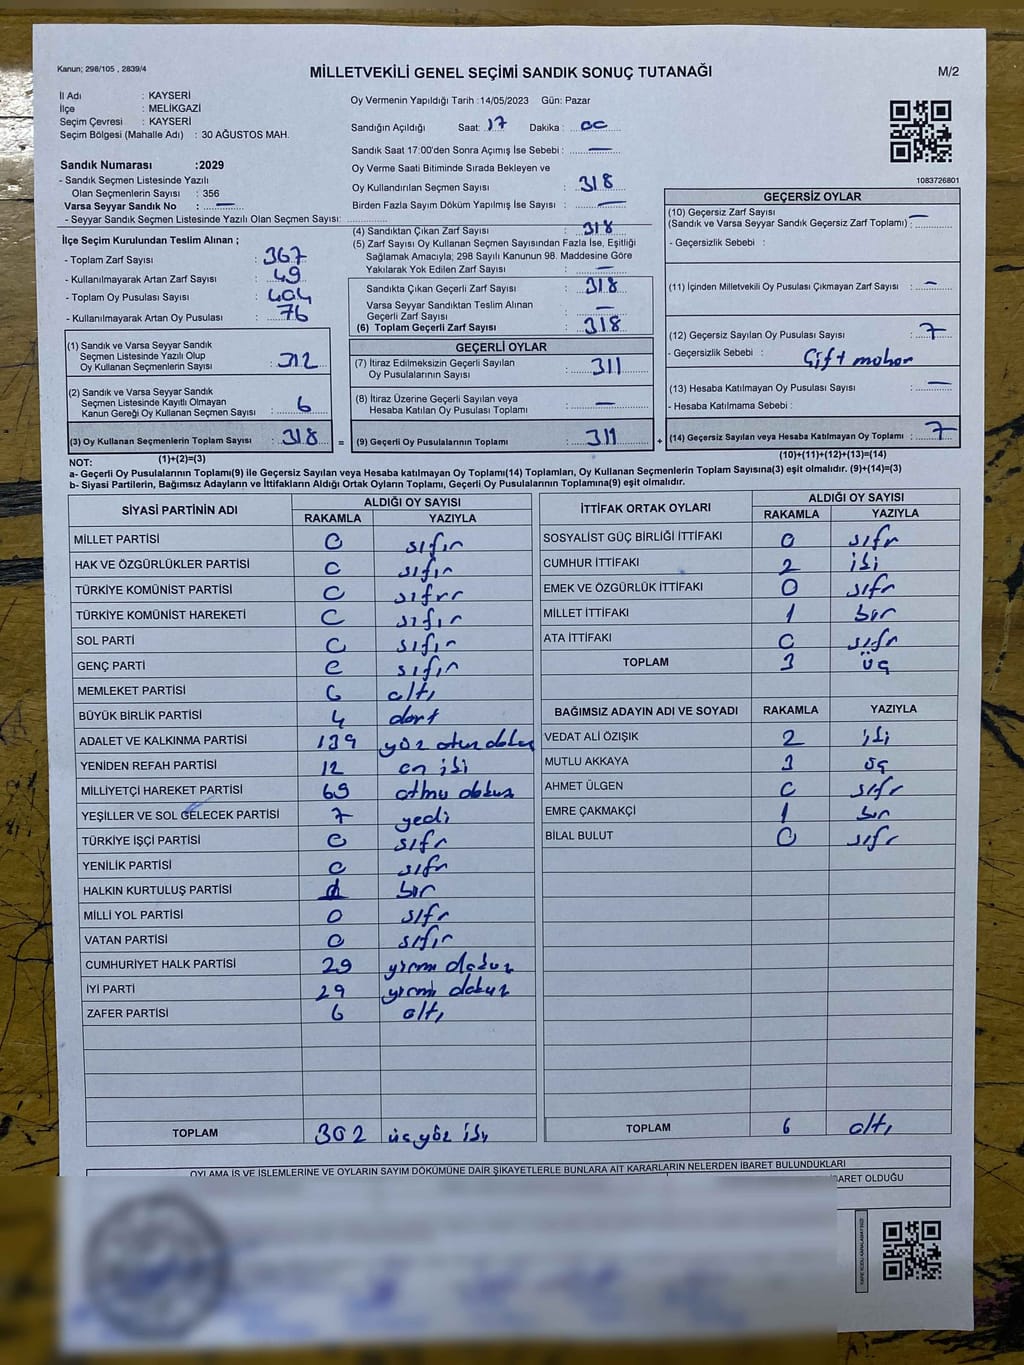 Kanun; 298/105 , 2839/4
MİLLETVEKİLİ GENEL SEÇİMİ SANDIK SONUÇ TUTANAĞI
M/2
İl Adı : KAYSERİ
İlçe : MELİKGAZİ
Seçim Çevresi : KAYSERİ
Seçim Bölgesi (Mahalle Adı) : 30 AĞUSTOS MAH.
Sandık Numarası :2029
- Sandık Seçmen Listesinde Yazılı
Olan Seçmenlerin Sayısı : 356
Varsa Seyyar Sandık No : —
- Seyyar Sandık Seçmen Listesinde Yazılı Olan Seçmen Sayısı:
Oy Vermenin Yapıldığı Tarih :14/05/2023 Gün: Pazar
Sandığın Açıldığı Saat: 17 Dakika : 00
Sandık Saat 17:00'den Sonra Açımış İse Sebebi : —
Oy Verme Saati Bitiminde Sırada Bekleyen ve
Oy Kullandırılan Seçmen Sayısı : 318
Birden Fazla Sayım Döküm Yapılmış İse Sayısı : —
1083726801
İlçe Seçim Kurulundan Teslim Alınan ;
- Toplam Zarf Sayısı : 367
- Kullanılmayarak Artan Zarf Sayısı : 49
- Toplam Oy Pusulası Sayısı : 404
- Kullanılmayarak Artan Oy Pusulası : 76
(4) Sandıktan Çıkan Zarf Sayısı : 318
(5) Zarf Sayısı Oy Kullanan Seçmen Sayısından Fazla İse, Eşitliği
Sağlamak Amacıyla; 298 Sayılı Kanunun 98. Maddesine Göre
Yakılarak Yok Edilen Zarf Sayısı : —
Sandıkta Çıkan Geçerli Zarf Sayısı : 318
Varsa Seyyar Sandıktan Teslim Alınan
Geçerli Zarf Sayısı : —
(6) Toplam Geçerli Zarf Sayısı : 318
GEÇERSİZ OYLAR
(10) Geçersiz Zarf Sayısı
(Sandık ve Varsa Seyyar Sandık Geçersiz Zarf Toplamı) : —
- Geçersizlik Sebebi :
(11) İçinden Milletvekili Oy Pusulası Çıkmayan Zarf Sayısı : —
(12) Geçersiz Sayılan Oy Pusulası Sayısı : 7
- Geçersizlik Sebebi : Çift mohor
(13) Hesaba Katılmayan Oy Pusulası Sayısı : —
- Hesaba Katılmama Sebebi :
(14) Geçersiz Sayılan veya Hesaba Katılmayan Oy Toplamı : 7
(10)+(11)+(12)+(13)=(14)
(1) Sandık ve Varsa Seyyar Sandık
Seçmen Listesinde Yazılı Olup
Oy Kullanan Seçmenlerin Sayısı : 312
(2) Sandık ve Varsa Seyyar Sandık
Seçmen Listesinde Kayıtlı Olmayan
Kanun Gereği Oy Kullanan Seçmen Sayısı : 6
(3) Oy Kullanan Seçmenlerin Toplam Sayısı : 318 =
(1)+(2)=(3)
GEÇERLİ OYLAR
(7) İtiraz Edilmeksizin Geçerli Sayılan
Oy Pusulalarının Sayısı : 311
(8) İtiraz Üzerine Geçerli Sayılan veya
Hesaba Katılan Oy Pusulası Toplamı : —
(9) Geçerli Oy Pusulalarının Toplamı : 311 +
NOT:
a- Geçerli Oy Pusulalarının Toplamı(9) ile Geçersiz Sayılan veya Hesaba katılmayan Oy Toplamı(14) Toplamları, Oy Kullanan Seçmenlerin Toplam Sayısına(3) eşit olmalıdır. (9)+(14)=(3)
b- Siyasi Partilerin, Bağımsız Adayların ve İttifakların Aldığı Ortak Oyların Toplamı, Geçerli Oy Pusulalarının Toplamına(9) eşit olmalıdır.
SİYASİ PARTİNİN ADI ALDIĞI OY SAYISI
RAKAMLA YAZIYLA
MİLLET PARTİSİ 0 sıfır
HAK VE ÖZGÜRLÜKLER PARTİSİ 0 sıfır
TÜRKİYE KOMÜNİST PARTİSİ 0 sıfır
TÜRKİYE KOMÜNİST HAREKETİ 0 sıfır
SOL PARTİ 0 sıfır
GENÇ PARTİ 0 sıfır
MEMLEKET PARTİSİ 6 altı
BÜYÜK BİRLİK PARTİSİ 4 dört
ADALET VE KALKINMA PARTİSİ 139 yüz otuz dokuz
YENİDEN REFAH PARTİSİ 12 on iki
MİLLİYETÇİ HAREKET PARTİSİ 69 atmu dokuz
YEŞİLLER VE SOL GELECEK PARTİSİ 7 yedi
TÜRKİYE İŞÇİ PARTİSİ 0 sıfr
YENİLİK PARTİSİ 0 sıfr
HALKIN KURTULUŞ PARTİSİ 1 bir
MİLLİ YOL PARTİSİ 0 sıfr
VATAN PARTİSİ 0 sıfır
CUMHURİYET HALK PARTİSİ 29 yirmi dokuz
İYİ PARTİ 29 yirmi dokuz
ZAFER PARTİSİ 6 altı
TOPLAM 302 üç yüz iki
İTTİFAK ORTAK OYLARI ALDIĞI OY SAYISI
RAKAMLA YAZIYLA
SOSYALİST GÜÇ BİRLİĞİ İTTİFAKI 0 sıfr
CUMHUR İTTİFAKI 2 iki
EMEK VE ÖZGÜRLÜK İTTİFAKI 0 sıfr
MİLLET İTTİFAKI 1 bir
ATA İTTİFAKI 0 sıfr
TOPLAM 3 üç
BAĞIMSIZ ADAYIN ADI VE SOYADI RAKAMLA YAZIYLA
VEDAT ALİ ÖZIŞIK 2 iki
MUTLU AKKAYA 3 üç
AHMET ÜLGEN 0 sıfr
EMRE ÇAKMAKÇİ 1 bir
BİLAL BULUT 0 sıfr
TOPLAM 6 altı
OYLAMA İŞ VE İŞLEMLERİNE VE OYLARIN SAYIM DÖKÜMÜNE DAİR ŞİKAYETLERLE BUNLARA AİT KARARLARIN NELERDEN İBARET BULUNDUKLARI
BARET OLDUĞU